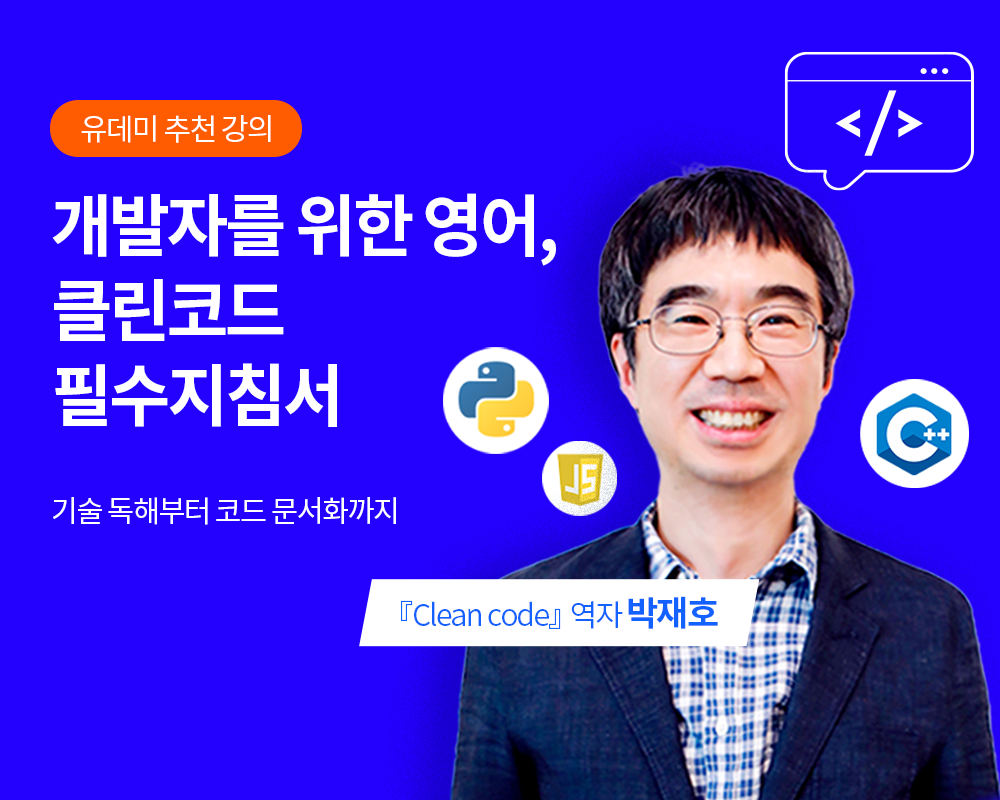 유데미 추천 강의
</>
개발자를 위한 영어,
클린코드
필수지침서
JS
C++
기술 독해부터 코드 문서화까지
『Clean code』 역자 박재호